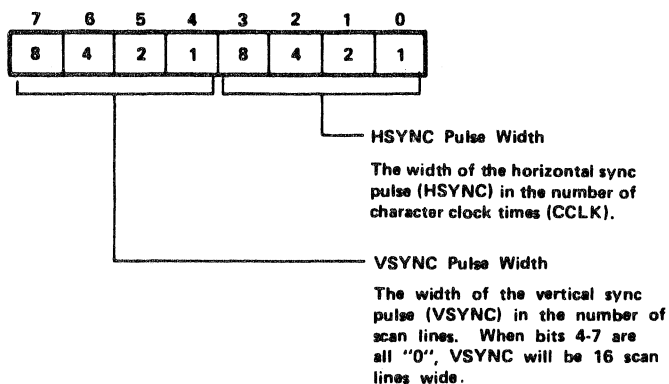 7 6 5 4 3 2 1 0
8 4 2 1 8 4 2 1
HSYNC Pulse Width
The width of the horizontal sync
pulse (HSYNC) in the number of
character clock times (CCLK).
VSYNC Pulse Width
The width of the vertical sync
pulse (VSYNC) in the number of
scan lines. When bits 4-7 are
all "0", VSYNC will be 16 scan
lines wide.